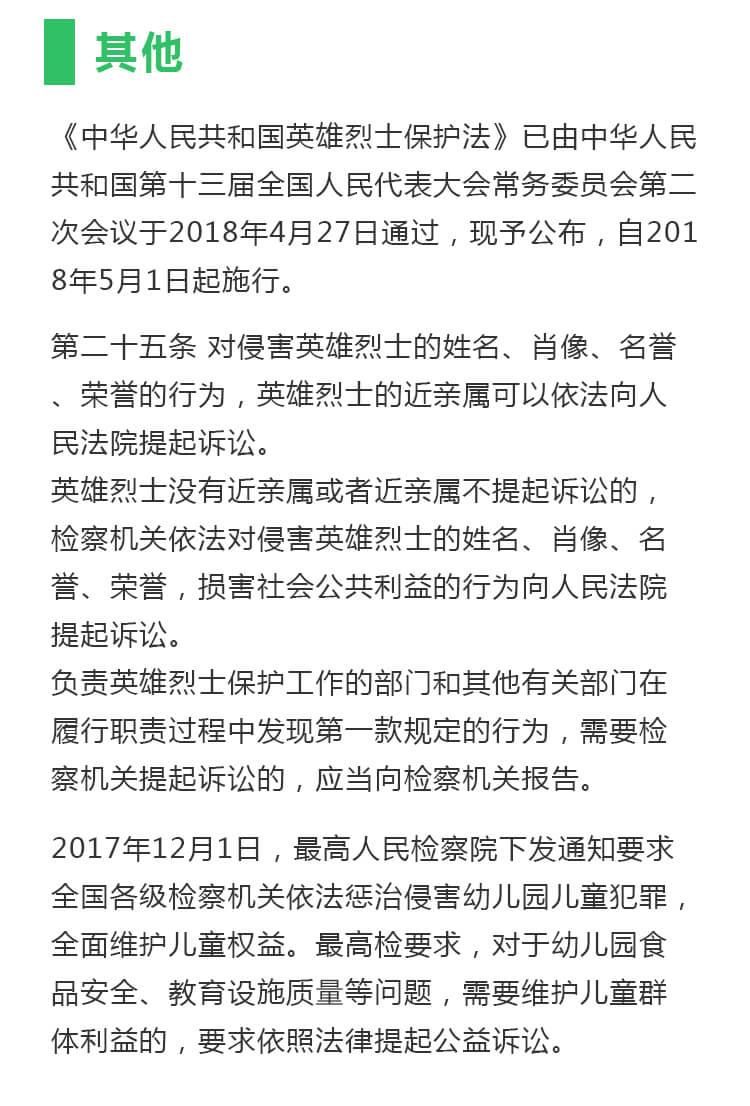 其他
《中华人民共和国英雄烈士保护法》已由中华人民
共和国第十三届全国人民代表大会常务委员会第二
次会议于2018年4月27日通过，现予公布，自201
8年5月1日起施行。
第二十五条 对侵害英雄烈士的姓名、肖像、名誉
、荣誉的行为，英雄烈士的近亲属可以依法向人
民法院提起诉讼。
英雄烈士没有近亲属或者近亲属不提起诉讼的，
检察机关依法对侵害英雄烈士的姓名、肖像、名
誉、荣誉，损害社会公共利益的行为向人民法院
提起诉讼。
负责英雄烈士保护工作的部门和其他有关部门在
履行职责过程中发现第一款规定的行为，需要检
察机关提起诉讼的，应当向检察机关报告。
2017年12月1日，最高人民检察院下发通知要求
全国各级检察机关依法惩治侵害幼儿园儿童犯罪，
全面维护儿童权益。最高检要求，对于幼儿园食
品安全、教育设施质量等问题，需要维护儿童群
体利益的，要求依照法律提起公益诉讼。